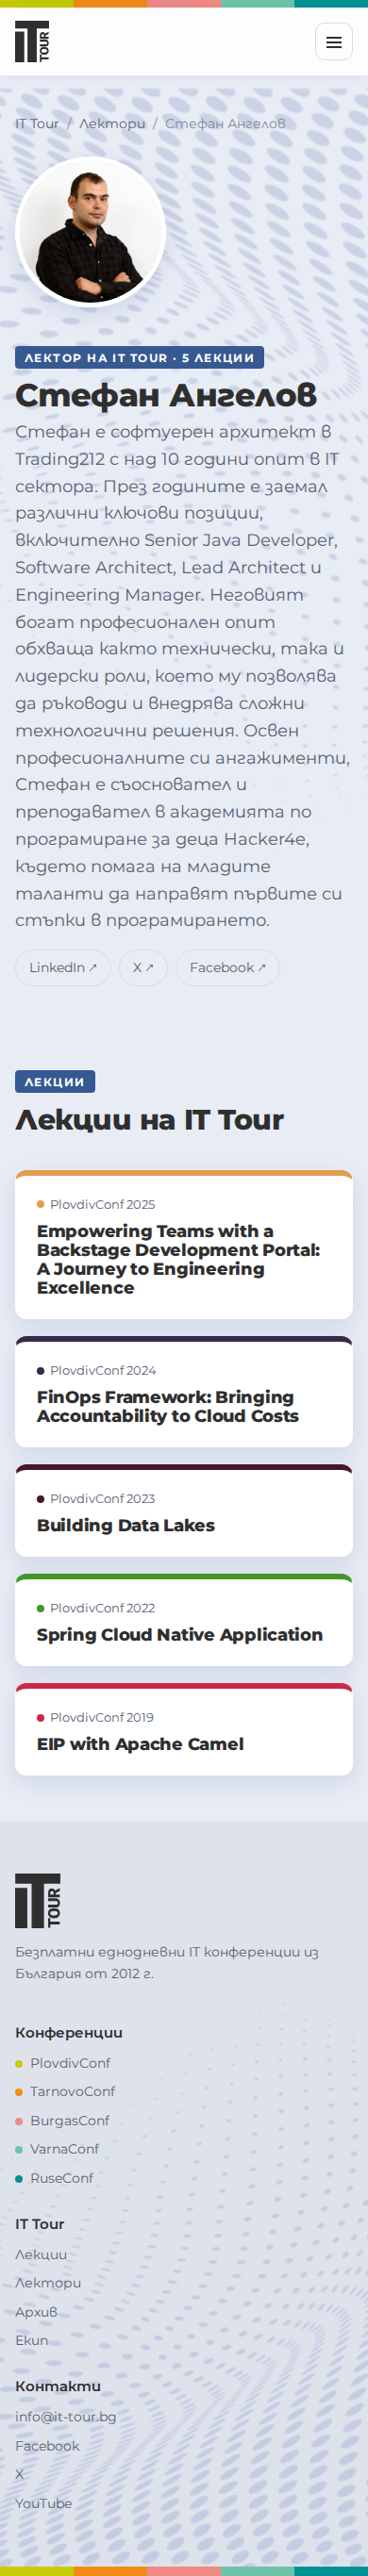 IT TOUR
IT Tour / Лектори / Стефан Ангелов
ЛЕКТОР НА IT TOUR · 5 ЛЕКЦИИ
Стефан Ангелов
Стефан е софтуерен архитект в
Trading212 с над 10 години опит в IT
сектора. През годините е заемал
различни ключови позиции,
включително Senior Java Developer,
Software Architect, Lead Architect и
Engineering Manager. Неговият
богат професионален опит
обхваща както технически, така и
лидерски роли, което му позволява
да ръководи и внедрява сложни
технологични решения. Освен
професионалните си ангажименти,
Стефан е съосновател и
преподавател в академията по
програмиране за деца Hacker4e,
където помага на младите
таланти да направят първите си
стъпки в програмирането.
LinkedIn ↗ X ↗ Facebook ↗
ЛЕКЦИИ
Лекции на IT Tour
PlovdivConf 2025
Empowering Teams with a
Backstage Development Portal:
A Journey to Engineering
Excellence
PlovdivConf 2024
FinOps Framework: Bringing
Accountability to Cloud Costs
PlovdivConf 2023
Building Data Lakes
PlovdivConf 2022
Spring Cloud Native Application
PlovdivConf 2019
EIP with Apache Camel
IT TOUR
Безплатни еднодневни IT конференции из
България от 2012 г.
Конференции
PlovdivConf
TarnovoConf
BurgasConf
VarnaConf
RuseConf
IT Tour
Лекции
Лектори
Архив
Екип
Контакти
info@it-tour.bg
Facebook
X
YouTube